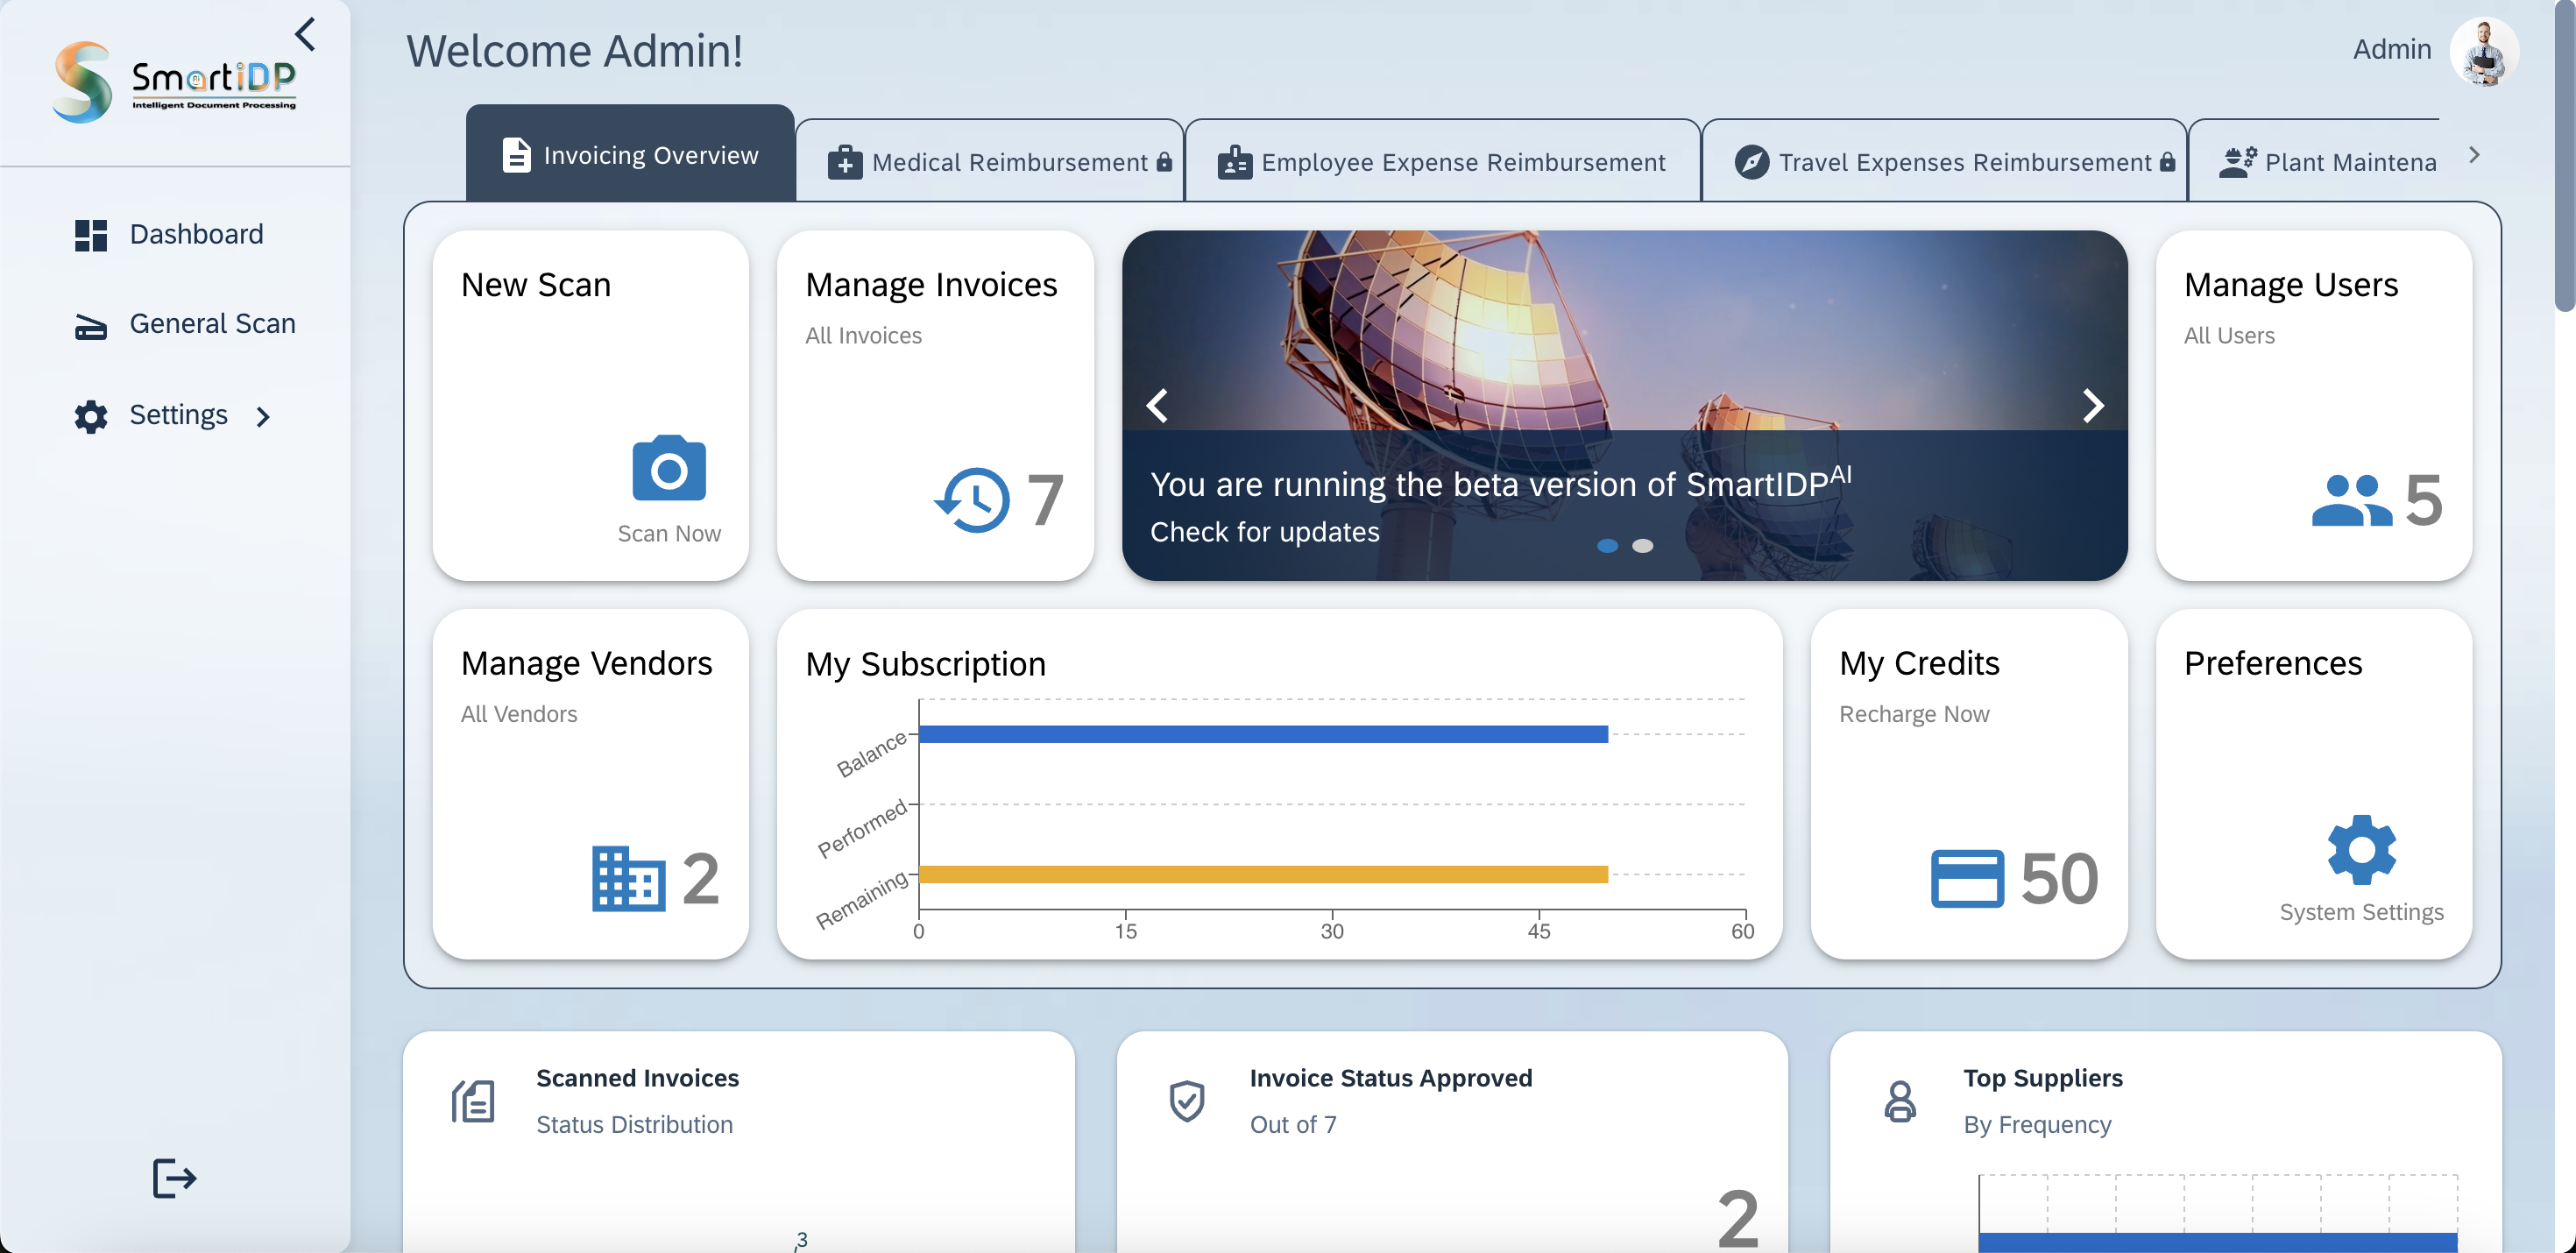 SmartiDP
Intelligent Document Processing
Dashboard
General Scan
Settings
Welcome Admin!
Admin
Invoicing Overview
Medical Reimbursement
Employee Expense Reimbursement
Travel Expenses Reimbursement
Plant Maintena
New Scan
Scan Now
Manage Invoices
All Invoices
7
You are running the beta version of SmartIDPAI
Check for updates
Manage Users
All Users
5
Manage Vendors
All Vendors
2
My Subscription
Balance
Performed
Remaining
0 15 30 45 60
My Credits
Recharge Now
50
Preferences
System Settings
Scanned Invoices
Status Distribution
3
Invoice Status Approved
Out of 7
2
Top Suppliers
By Frequency